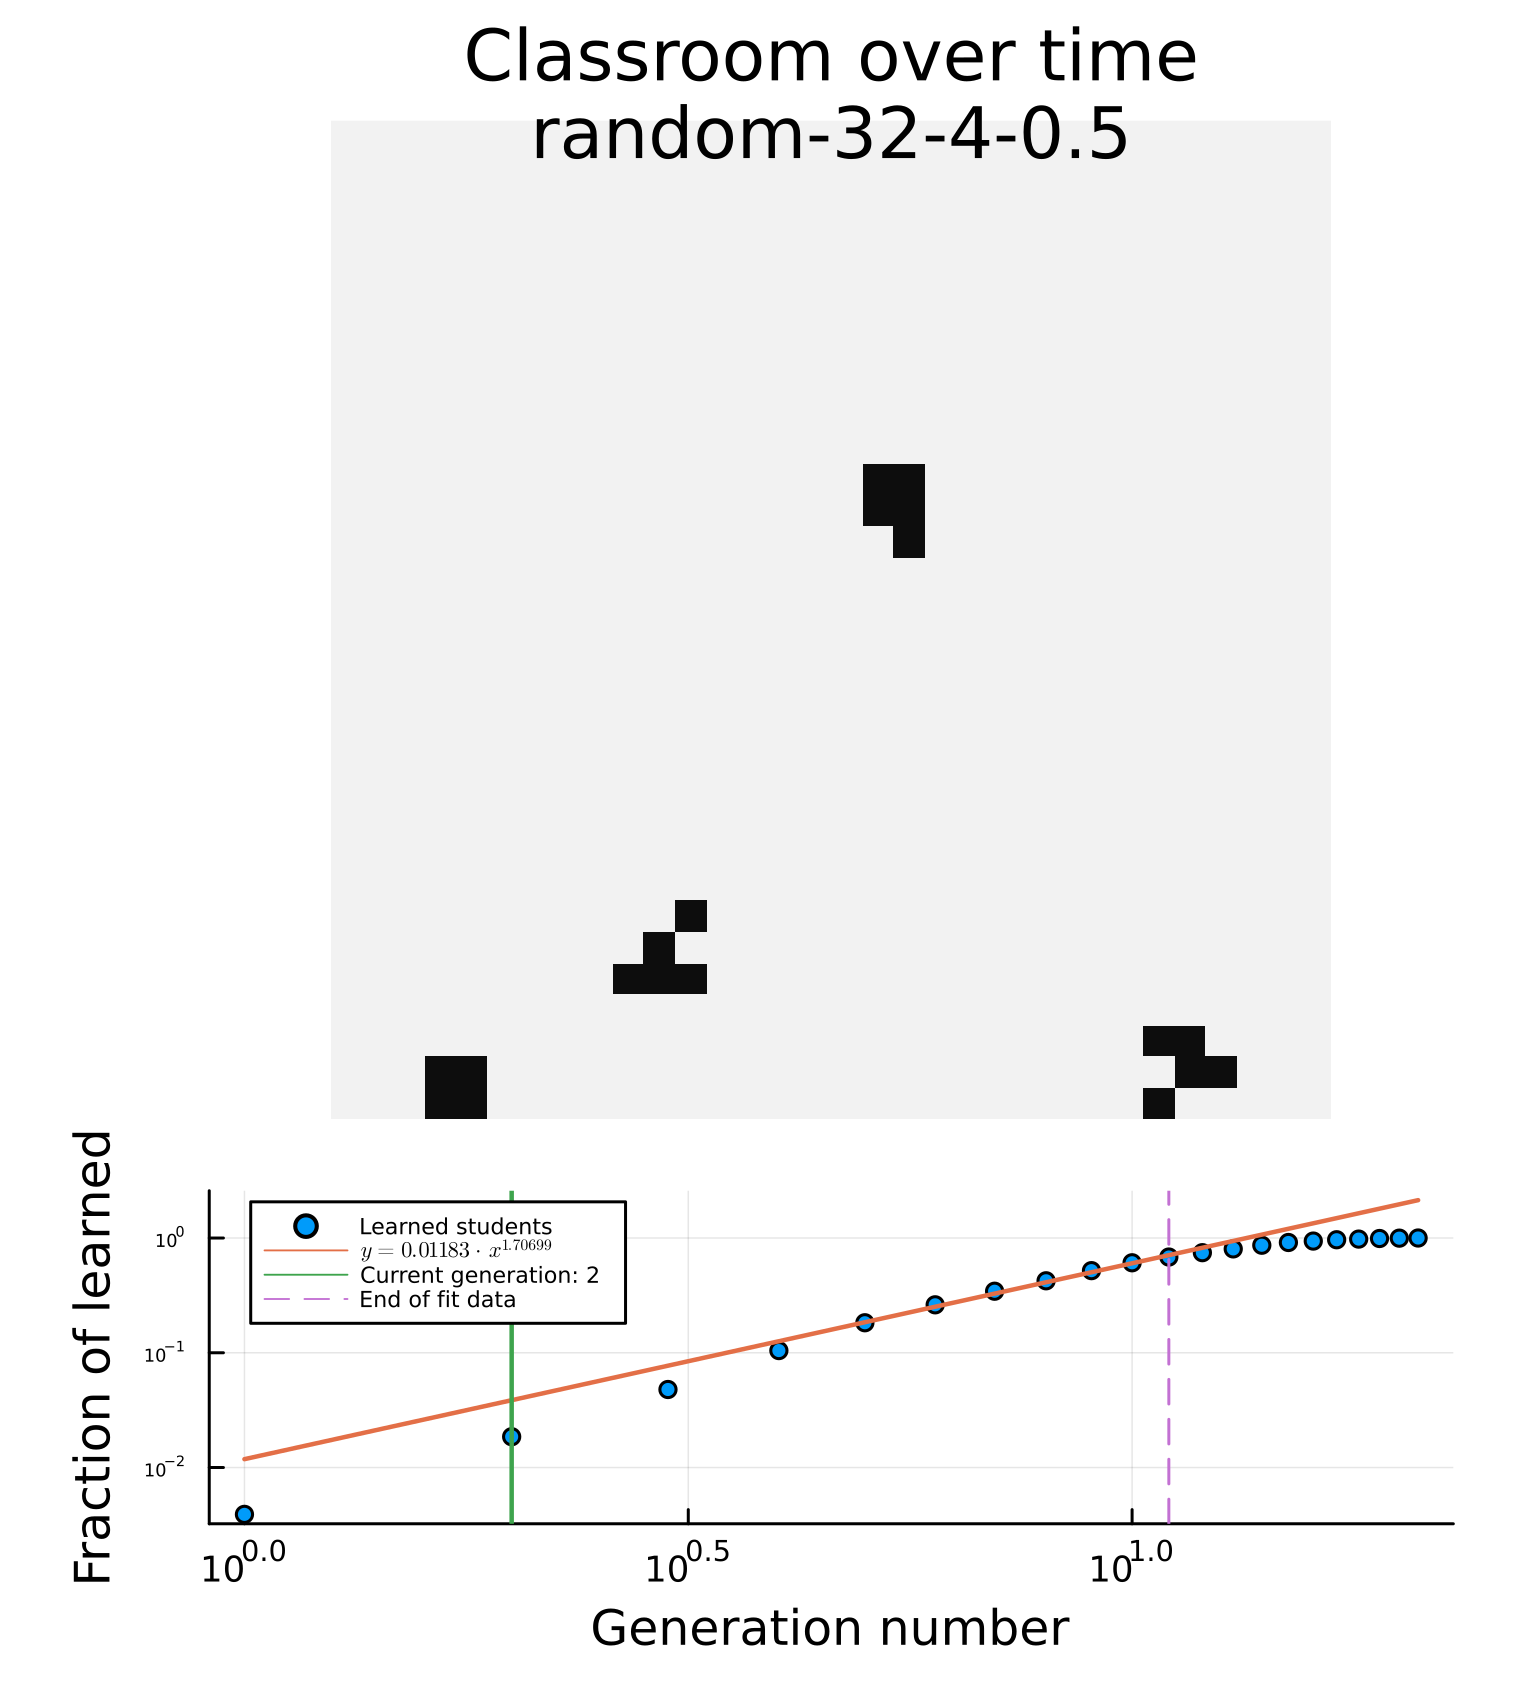 Classroom over time
random-32-4-0.5
Fraction of learned
10⁰
10⁻¹
10⁻²
Learned students
y = 0.01183 · x^1.70699
Current generation: 2
End of fit data
10^0.0
10^0.5
10^1.0
Generation number